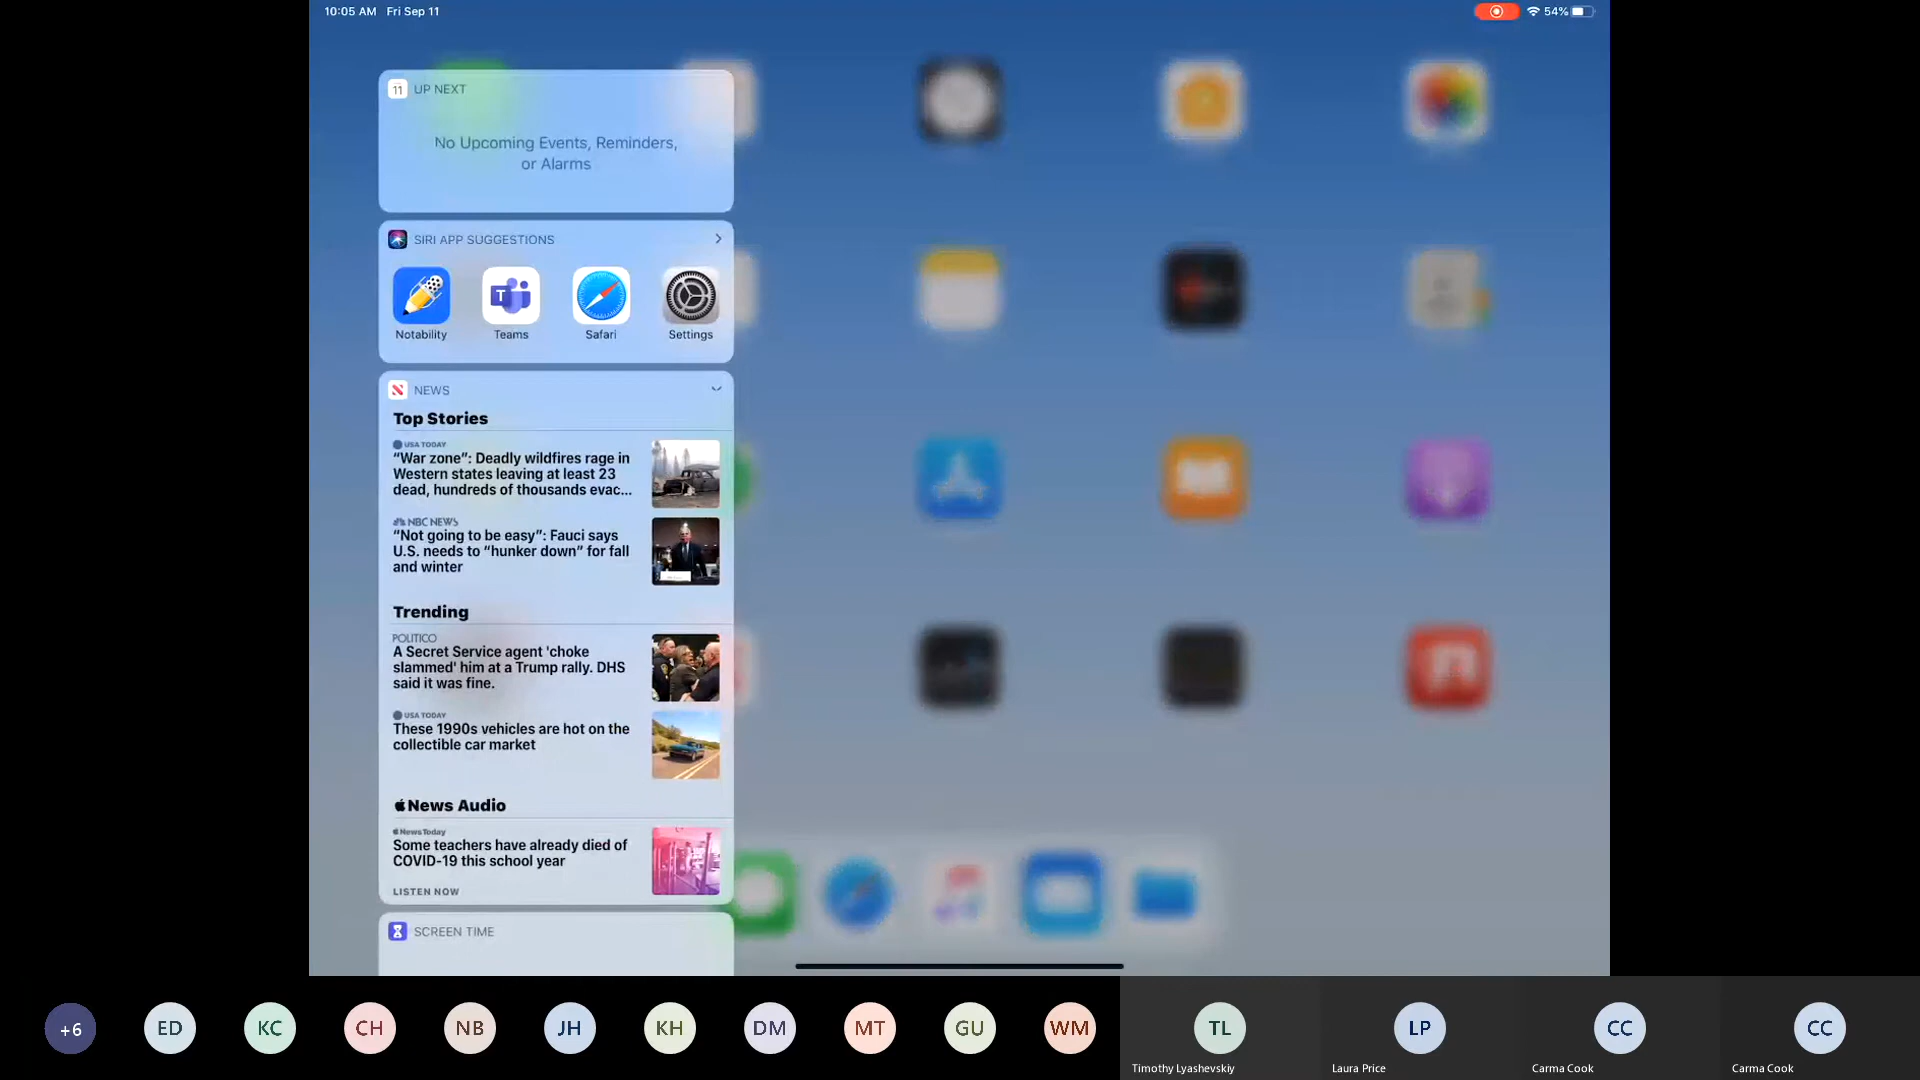 10:05 AM Fri Sep 11
54%
11 UP NEXT
No Upcoming Events, Reminders,
or Alarms
SIRI APP SUGGESTIONS
Notability Teams Safari Settings
NEWS
Top Stories
USA TODAY
“War zone”: Deadly wildfires rage in
Western states leaving at least 23
dead, hundreds of thousands evac...
NBC NEWS
“Not going to be easy”: Fauci says
U.S. needs to “hunker down” for fall
and winter
Trending
POLITICO
A Secret Service agent 'choke
slammed' him at a Trump rally. DHS
said it was fine.
USA TODAY
These 1990s vehicles are hot on the
collectible car market
News Audio
News Today
Some teachers have already died of
COVID-19 this school year
LISTEN NOW
SCREEN TIME
+6 ED KC CH NB JH KH DM MT GU WM TL LP CC CC
Timothy Lyashevskiy Laura Price Carma Cook Carma Cook